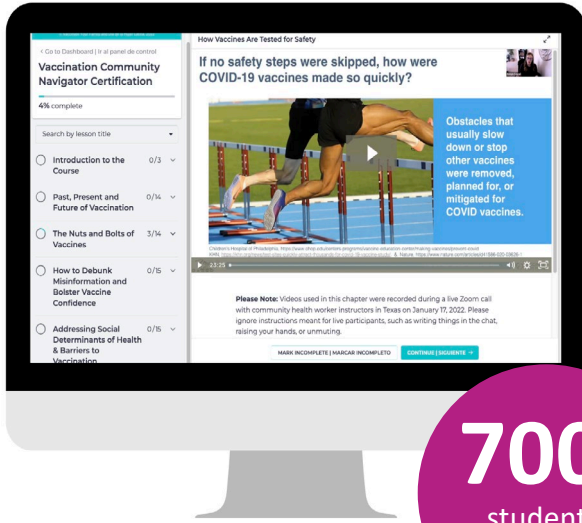 < Go to Dashboard | Ir al panel de control
Vaccination Community
Navigator Certification
4% complete
Search by lesson title
Introduction to the
Course
0/3
Past, Present and
Future of Vaccination
0/14
The Nuts and Bolts of
Vaccines
3/14
How to Debunk
Misinformation and
Bolster Vaccine
Confidence
0/15
Addressing Social
Determinants of Health
& Barriers to
Vaccination
0/15
How Vaccines Are Tested for Safety
If no safety steps were skipped, how were
COVID-19 vaccines made so quickly?
Obstacles that
usually slow
down or stop
other vaccines
were removed,
planned for, or
mitigated for
COVID vaccines.
23:25
Please Note: Videos used in this chapter were recorded during a live Zoom call
with community health worker instructors in Texas on January 17, 2022. Please
ignore instructions meant for live participants, such as writing things in the chat,
raising your hands, or unmuting.
MARK INCOMPLETE | MARCAR INCOMPLETO
CONTINUE | SIGUIENTE →
700
student